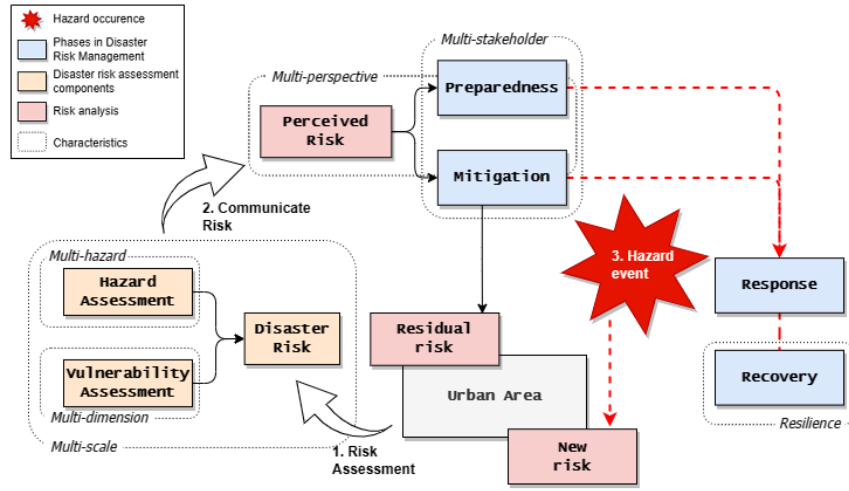 Hazard occurence
Phases in Disaster
Risk Management
Disaster risk assessment
components
Risk analysis
Characteristics
Multi-stakeholder
Multi-perspective
Preparedness
Perceived
Risk
Mitigation
2. Communicate
Risk
3. Hazard
event
Multi-hazard
Hazard
Assessment
Disaster
Risk
Vulnerability
Assessment
Multi-dimension
Multi-scale
1. Risk
Assessment
Residual
risk
Urban Area
New
risk
Response
Recovery
Resilience